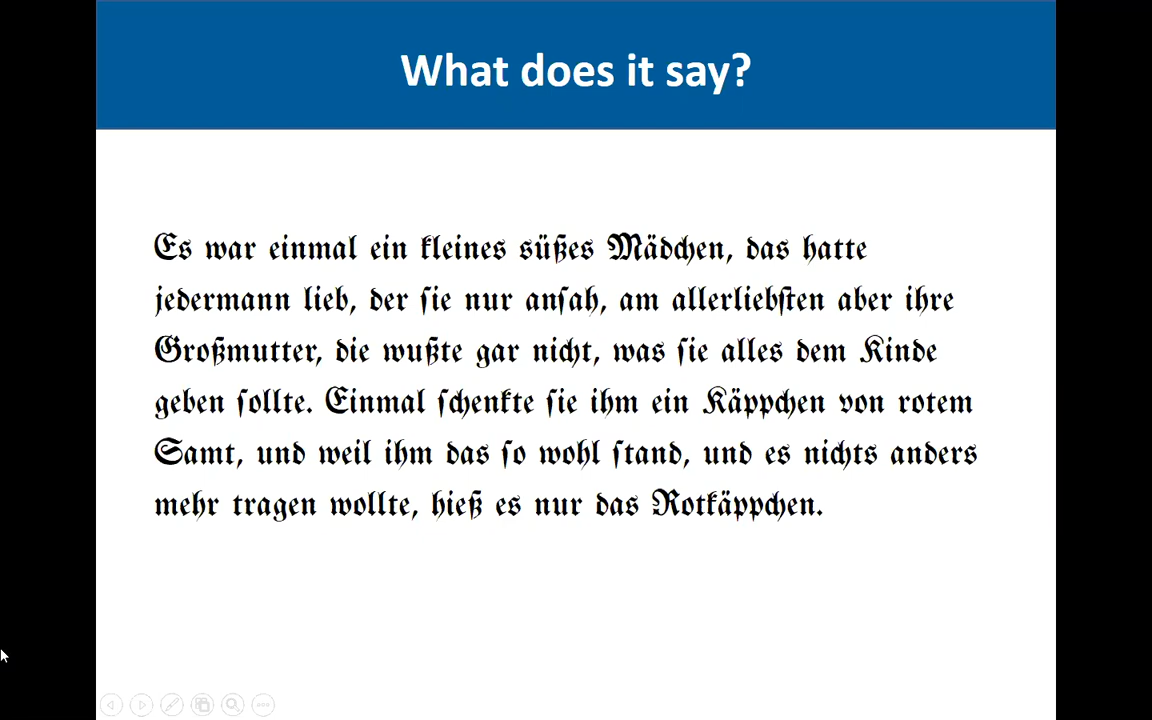 What does it say?
Es war einmal ein kleines süßes Mädchen, das hatte
jedermann lieb, der ſie nur anſah, am allerliebſten aber ihre
Großmutter, die wußte gar nicht, was ſie alles dem Kinde
geben ſollte. Einmal ſchenkte ſie ihm ein Käppchen von rotem
Samt, und weil ihm das ſo wohl ſtand, und es nichts anders
mehr tragen wollte, hieß es nur das Rotkäppchen.